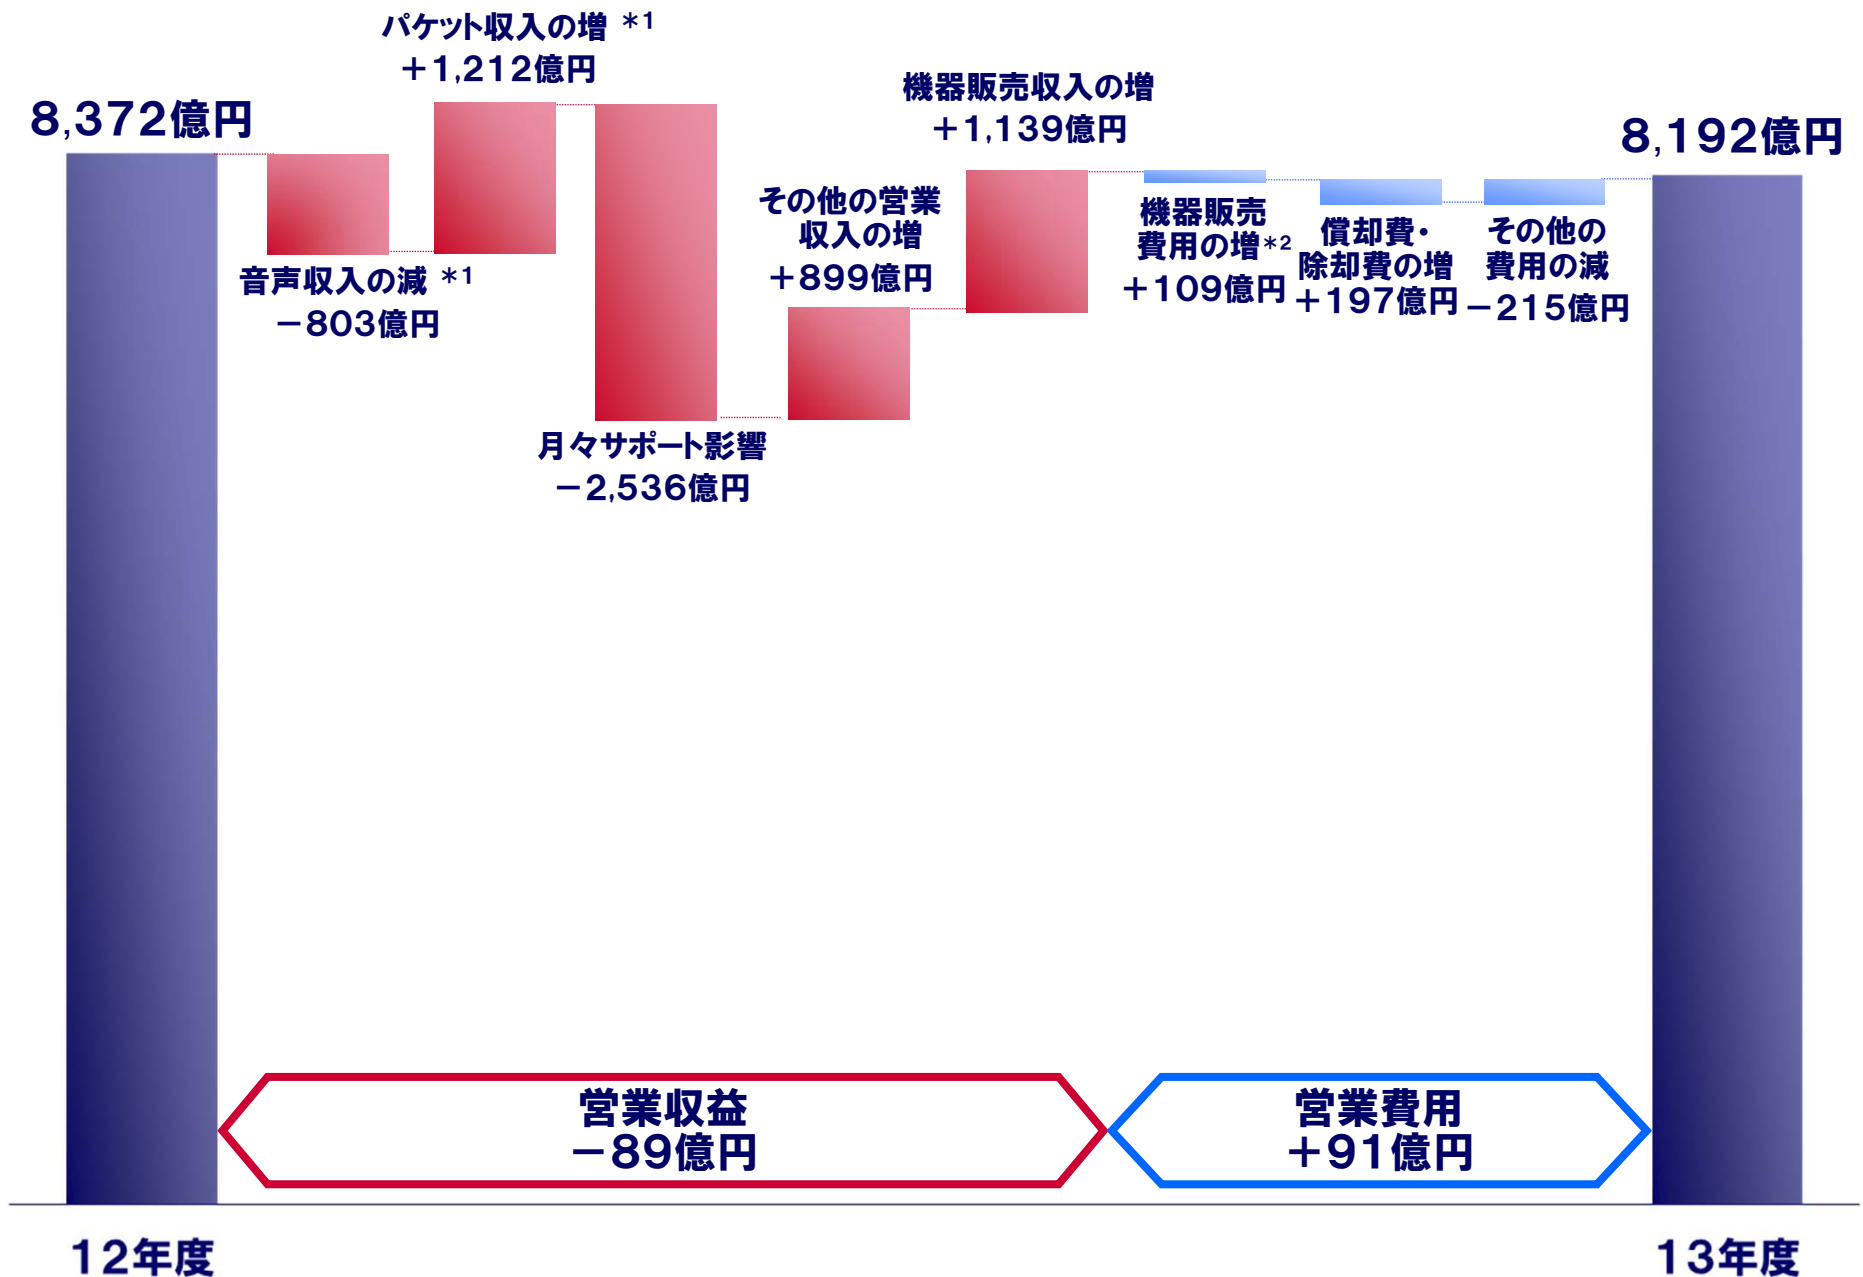 パケット収入の増 *1
+1,212億円
8,372億円
音声収入の減 *1
-803億円
月々サポート影響
-2,536億円
その他の営業
収入の増
+899億円
機器販売収入の増
+1,139億円
機器販売
費用の増*2
+109億円
償却費・
除却費の増
+197億円
その他の
費用の減
-215億円
8,192億円
営業収益
-89億円
営業費用
+91億円
12年度
13年度